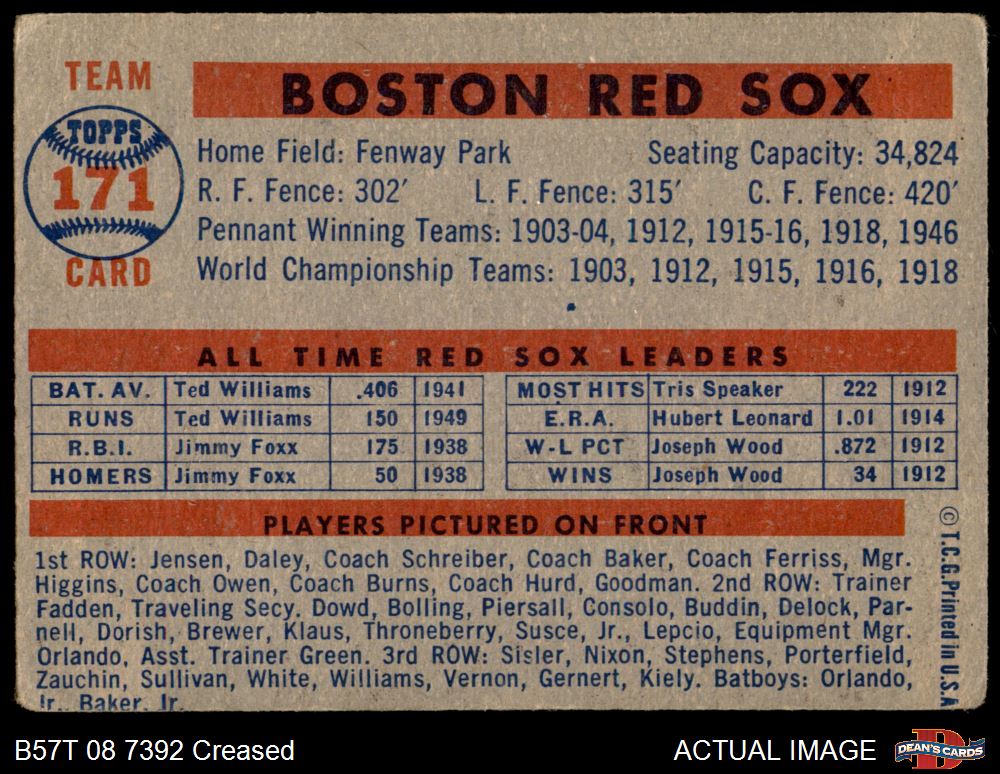 TEAM
TOPPS
171
CARD
BOSTON RED SOX
Home Field: Fenway Park Seating Capacity: 34,824
R. F. Fence: 302′ L. F. Fence: 315′ C. F. Fence: 420′
Pennant Winning Teams: 1903-04, 1912, 1915-16, 1918, 1946
World Championship Teams: 1903, 1912, 1915, 1916, 1918
ALL TIME RED SOX LEADERS
BAT. AV. Ted Williams .406 1941 MOST HITS Tris Speaker 222 1912
RUNS Ted Williams 150 1949 E.R.A. Hubert Leonard 1.01 1914
R.B.I. Jimmy Foxx 175 1938 W-L PCT Joseph Wood .872 1912
HOMERS Jimmy Foxx 50 1938 WINS Joseph Wood 34 1912
PLAYERS PICTURED ON FRONT
1st ROW: Jensen, Daley, Coach Schreiber, Coach Baker, Coach Ferriss, Mgr.
Higgins, Coach Owen, Coach Burns, Coach Hurd, Goodman. 2nd ROW: Trainer
Fadden, Traveling Secy. Dowd, Bolling, Piersall, Consolo, Buddin, Delock, Par-
nell, Dorish, Brewer, Klaus, Throneberry, Susce, Jr., Lepcio, Equipment Mgr.
Orlando, Asst. Trainer Green. 3rd ROW: Sisler, Nixon, Stephens, Porterfield,
Zauchin, Sullivan, White, Williams, Vernon, Gernert, Kiely. Batboys: Orlando,
Jr., Baker, Jr.
© T.C.G. Printed in U.S.A
B57T 08 7392 Creased
ACTUAL IMAGE
DEAN'S CARDS